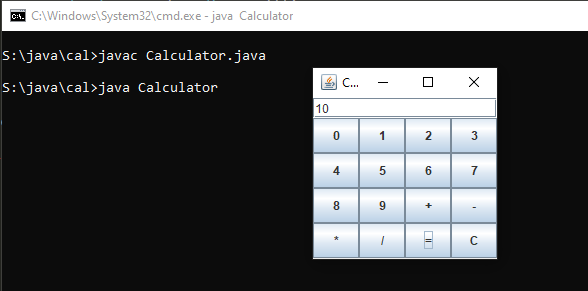 C:\Windows\System32\cmd.exe - java  Calculator
S:\java\cal>javac Calculator.java
S:\java\cal>java Calculator
C...
10
0 1 2 3
4 5 6 7
8 9 + -
* / = C